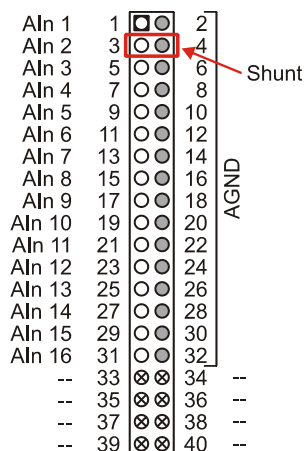 AIn 1 1 2
AIn 2 3 4
AIn 3 5 6
Shunt
AIn 4 7 8
AIn 5 9 10
AIn 6 11 12
AIn 7 13 14
AIn 8 15 16
AIn 9 17 18
AIn 10 19 20
AIn 11 21 22
AIn 12 23 24
AIn 13 25 26
AIn 14 27 28
AIn 15 29 30
AIn 16 31 32
AGND
-- 33 34 --
-- 35 36 --
-- 37 38 --
-- 39 40 --